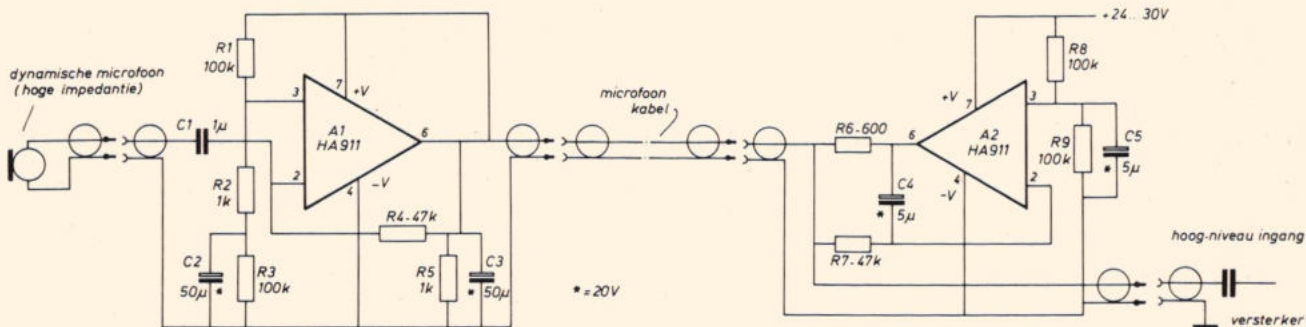 dynamische microfoon
(hoge impedantie)
C1
1µ
R1
100k
R2
1k
C2
50µ *
R3
100k
3
2
7
+V
A1
HA911
6
4
-V
R4-47k
R5
1k
C3
* 50µ
microfoon
kabel
* = 20V
R6-600
6
C4
* 5µ
R7-47k
+24...30V
+V
7
A2
HA911
4
-V
3
2
R8
100k
R9
100k
C5
* 5µ
hoog-niveau ingang
versterker